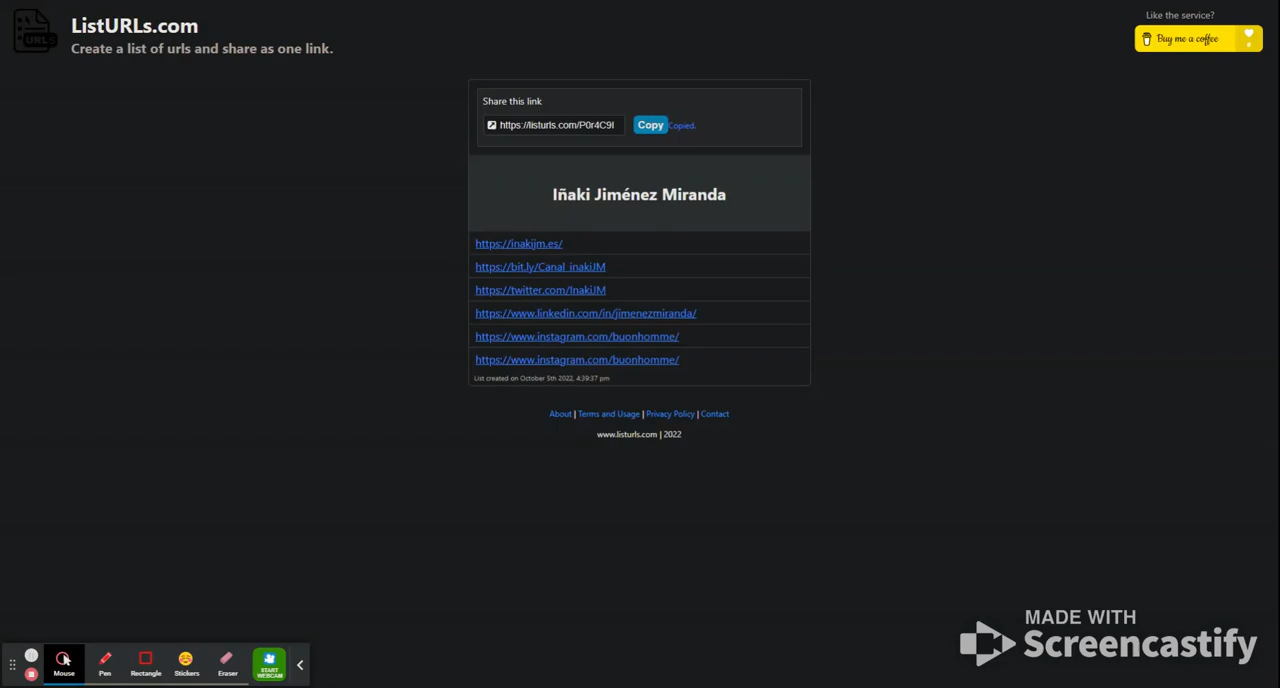 ListURLs.com
Create a list of urls and share as one link.
URLS
Like the service?
Buy me a coffee
Share this link
https://listurls.com/P0r4C9I
Copy
Copied.
Iñaki Jiménez Miranda
https://inakijm.es/
https://bit.ly/Canal_inakiJM
https://twitter.com/InakiJM
https://www.linkedin.com/in/jimenezmiranda/
https://www.instagram.com/buonhomme/
https://www.instagram.com/buonhomme/
List created on October 5th 2022, 4:39:37 pm
About | Terms and Usage | Privacy Policy | Contact
www.listurls.com | 2022
MADE WITH
Screencastify
Mouse
Pen
Rectangle
Stickers
Eraser
START
WEBCAM